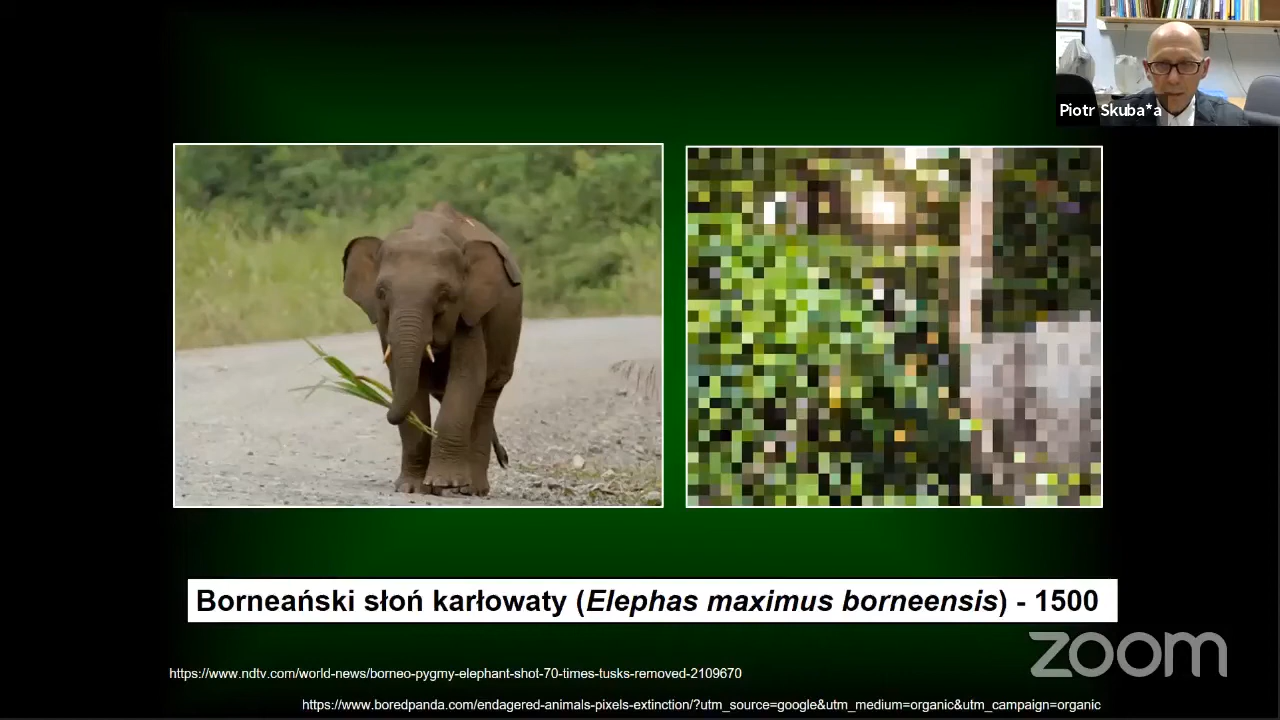 Piotr Skuba*a
Borneański słoń karłowaty (Elephas maximus borneensis) - 1500
zoom
https://www.ndtv.com/world-news/borneo-pygmy-elephant-shot-70-times-tusks-removed-2109670
https://www.boredpanda.com/endagered-animals-pixels-extinction/?utm_source=google&utm_medium=organic&utm_campaign=organic